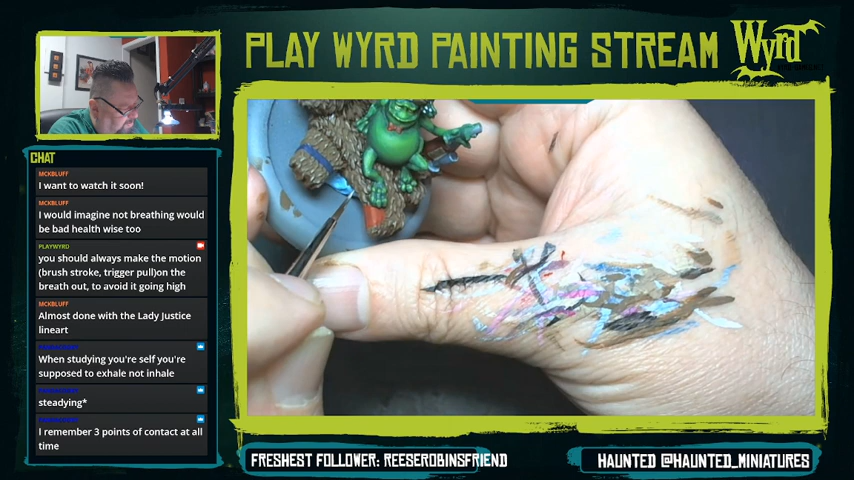 PLAY WYRD PAINTING STREAM
Wyrd
CHAT
MCKBLUFF
I want to watch it soon!
MCKBLUFF
I would imagine not breathing would
be bad health wise too
PLAYWYRD
you should always make the motion
(brush stroke, trigger pull)on the
breath out, to avoid it going high
MCKBLUFF
Almost done with the Lady Justice
lineart
When studying you're self you're
supposed to exhale not inhale
steadying*
I remember 3 points of contact at all
time
FRESHEST FOLLOWER: REESEROBINSFRIEND
HAUNTED @HAUNTED_MINIATURES